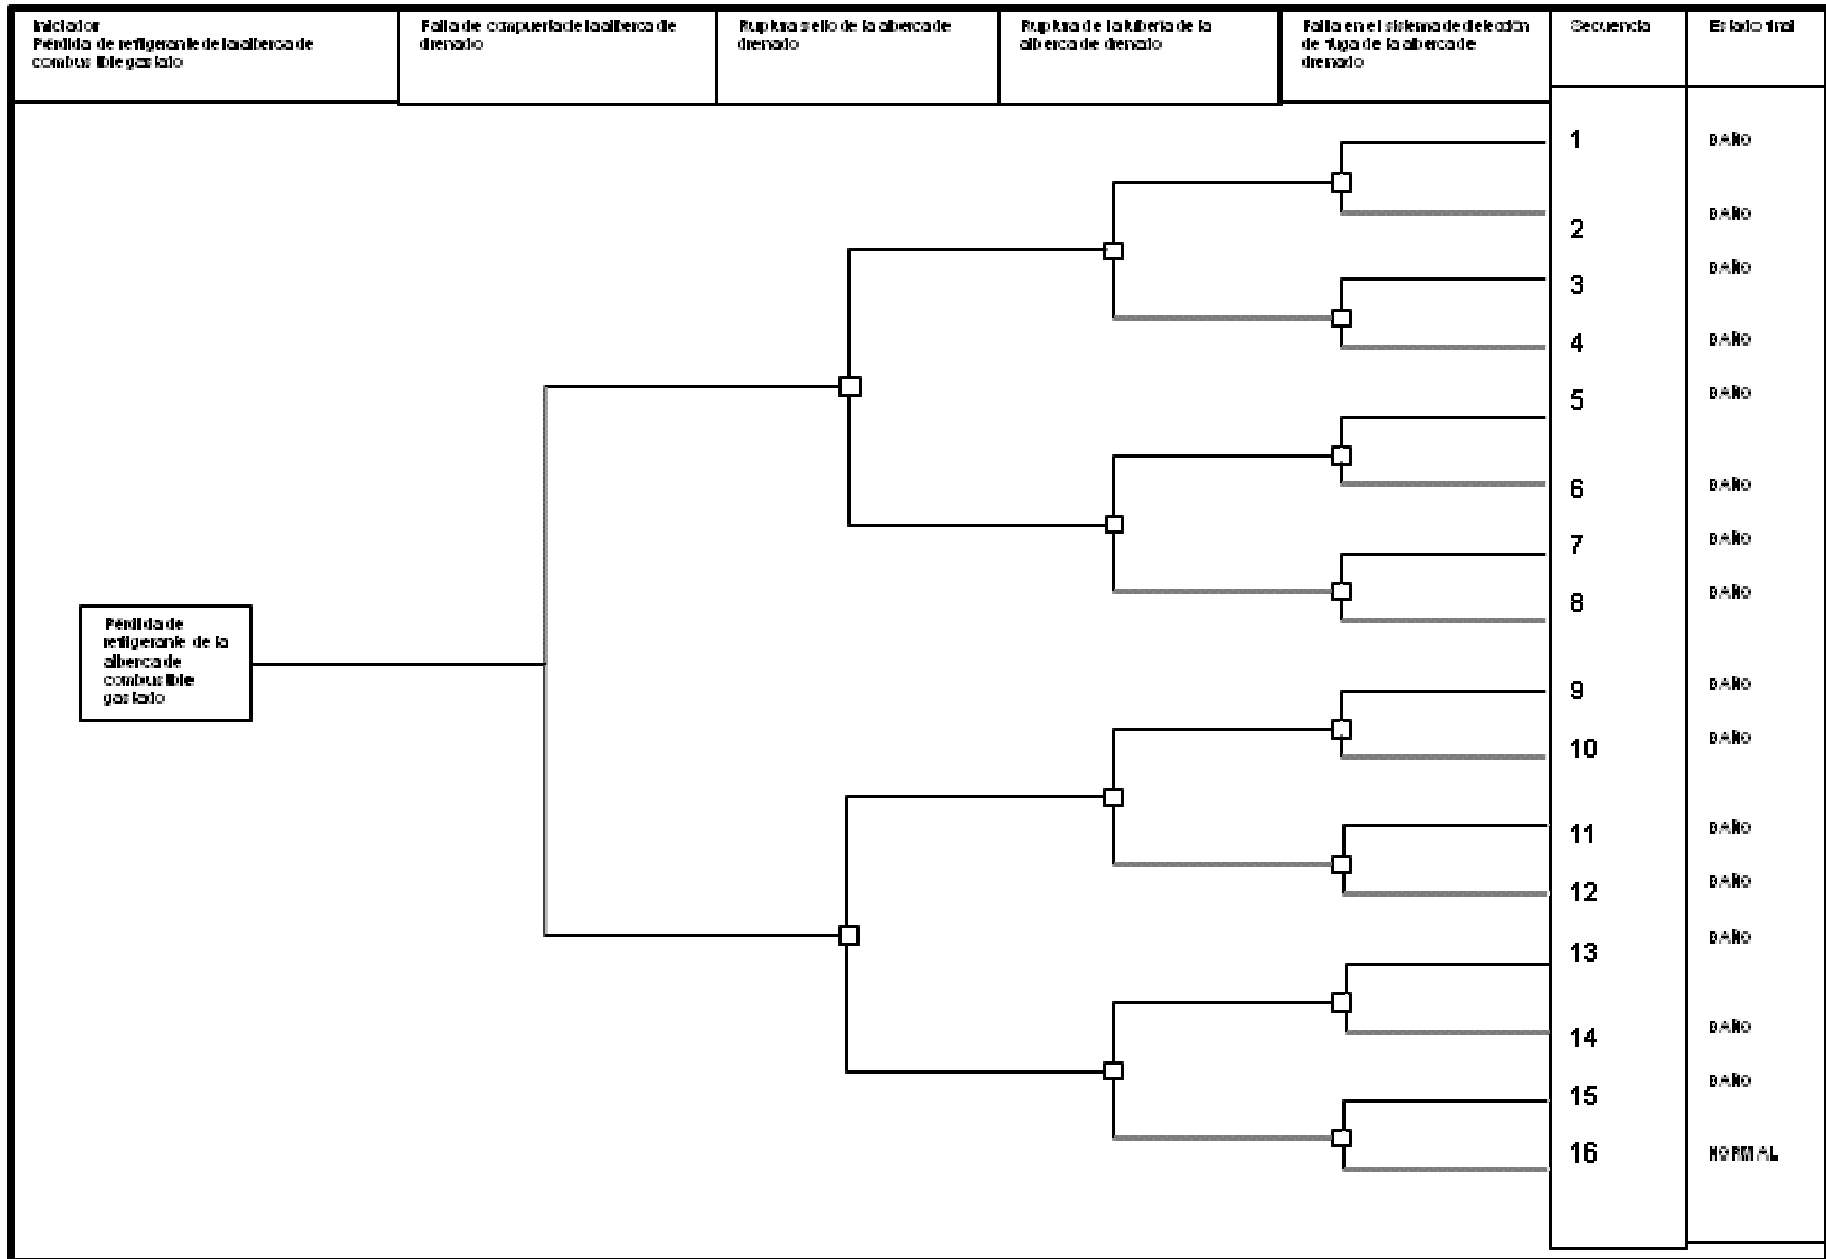 Iniciador
Pérdida de refrigerante de la alberca de
combustible gastado
Falla de compuerta de la alberca de
drenado
Ruptura sello de la alberca de
drenado
Ruptura de la tubería de la
alberca de drenado
Falla en el sistema de detección
de fuga de la alberca de
drenado
Secuencia
Estado final
Pérdida de
refrigerante de la
alberca de
combustible
gastado
1 DAÑO
2 DAÑO
3 DAÑO
4 DAÑO
5 DAÑO
6 DAÑO
7 DAÑO
8 DAÑO
9 DAÑO
10 DAÑO
11 DAÑO
12 DAÑO
13 DAÑO
14 DAÑO
15 DAÑO
16 NORMAL